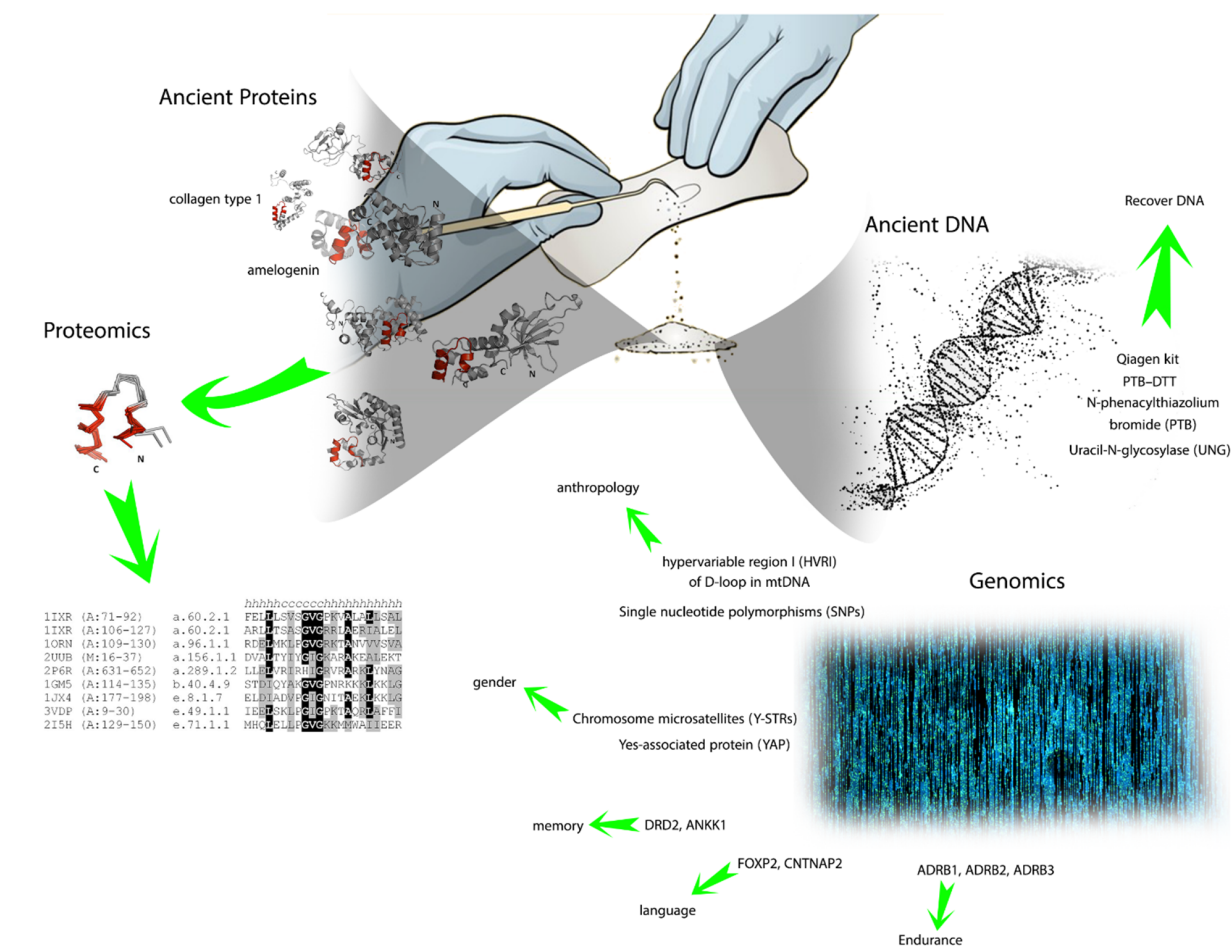 Ancient Proteins
collagen type 1
amelogenin
N
C
N
C
N
C
N
Proteomics
C
N
hhhhhcccccchhhhhhhhhhh
1IXR (A:71-92) a.60.2.1 FELLLSVSGVGPKVALALLSAL
1IXR (A:106-127) a.60.2.1 ARLLTSASGVGRRLAERIALEL
1ORN (A:109-130) a.96.1.1 RDELMKLPGVGRKTANVVVSVA
2UUB (M:16-37) a.156.1.1 DVALTYIYGIGKARAKEALEKT
2P6R (A:631-652) a.289.1.2 LLELVRIRHIGRVRARKLYNAG
1GM5 (A:114-135) b.40.4.9 STDIQYAKGVGPNRKKKLKKLG
1JX4 (A:177-198) e.8.1.7 ELDIADVPGIGNITAEKLKKLG
3VDP (A:9-30) e.49.1.1 IEELSKLPGIGPKTAQRLAFFI
2I5H (A:129-150) e.71.1.1 MHQLELLPGVGKKMMWAIIEER
Ancient DNA
Recover DNA
Qiagen kit
PTB–DTT
N-phenacylthiazolium
bromide (PTB)
Uracil-N-glycosylase (UNG)
anthropology
hypervariable region I (HVRI)
of D-loop in mtDNA
Single nucleotide polymorphisms (SNPs)
Genomics
gender
Chromosome microsatellites (Y-STRs)
Yes-associated protein (YAP)
memory
DRD2, ANKK1
FOXP2, CNTNAP2
language
ADRB1, ADRB2, ADRB3
Endurance